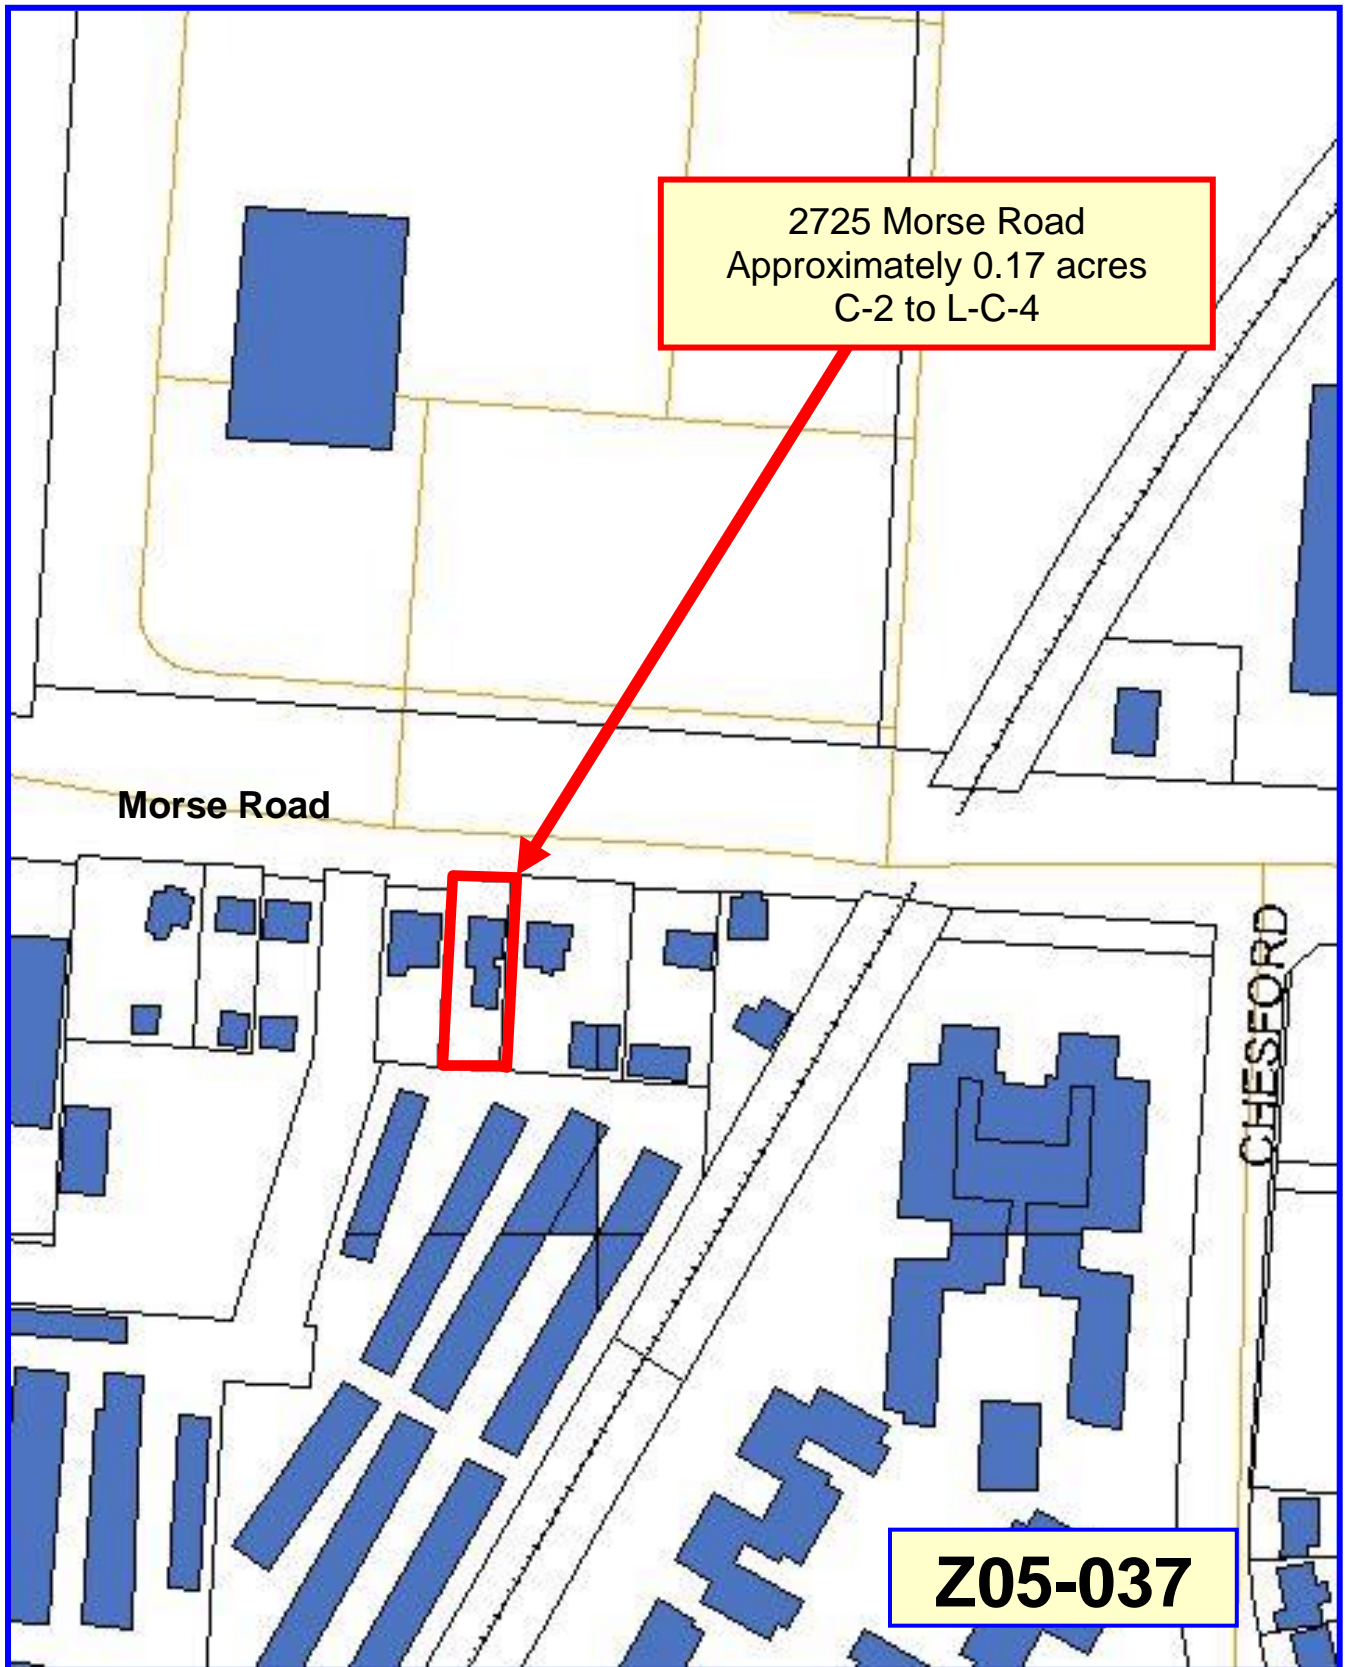 2725 Morse Road
Approximately 0.17 acres
C-2 to L-C-4
Morse Road
CHESFORD
Z05-037